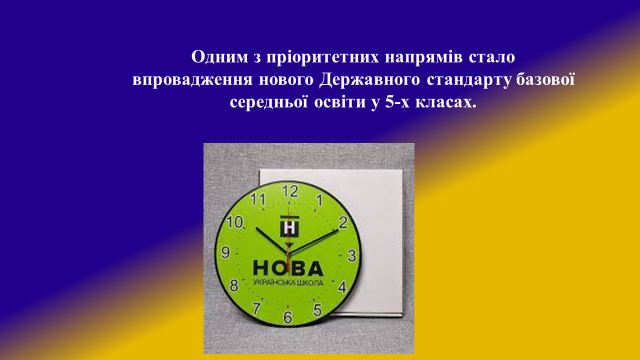 Одним з пріоритетних напрямів стало
впровадження нового Державного стандарту базової
середньої освіти у 5-х класах.
12
11
1
10
2
9
3
8
4
7
5
6
Н
НОВА
УКРАЇНСЬКА ШКОЛА